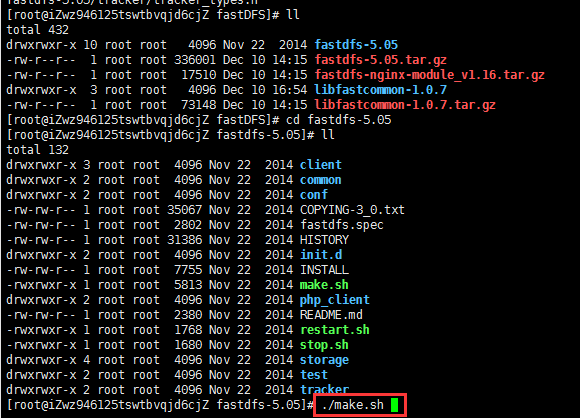 fastdfs-5.05/tracker/tracker_types.h
[root@iZwz946125tswtbvqjd6cjZ fastDFS]# ll
total 432
drwxrwxr-x 10 root root   4096 Nov 22  2014 fastdfs-5.05
-rw-r--r--  1 root root 336001 Dec 10 14:15 fastdfs-5.05.tar.gz
-rw-r--r--  1 root root  17510 Dec 10 14:15 fastdfs-nginx-module_v1.16.tar.gz
drwxrwxr-x  3 root root   4096 Dec 10 16:54 libfastcommon-1.0.7
-rw-r--r--  1 root root  73148 Dec 10 14:15 libfastcommon-1.0.7.tar.gz
[root@iZwz946125tswtbvqjd6cjZ fastDFS]# cd fastdfs-5.05
[root@iZwz946125tswtbvqjd6cjZ fastdfs-5.05]# ll
total 132
drwxrwxr-x 3 root root  4096 Nov 22  2014 client
drwxrwxr-x 2 root root  4096 Nov 22  2014 common
drwxrwxr-x 2 root root  4096 Nov 22  2014 conf
-rw-rw-r-- 1 root root 35067 Nov 22  2014 COPYING-3_0.txt
-rw-rw-r-- 1 root root  2802 Nov 22  2014 fastdfs.spec
-rw-rw-r-- 1 root root 31386 Nov 22  2014 HISTORY
drwxrwxr-x 2 root root  4096 Nov 22  2014 init.d
-rw-rw-r-- 1 root root  7755 Nov 22  2014 INSTALL
-rwxrwxr-x 1 root root  5813 Nov 22  2014 make.sh
drwxrwxr-x 2 root root  4096 Nov 22  2014 php_client
-rw-rw-r-- 1 root root  2380 Nov 22  2014 README.md
-rwxrwxr-x 1 root root  1768 Nov 22  2014 restart.sh
-rwxrwxr-x 1 root root  1680 Nov 22  2014 stop.sh
drwxrwxr-x 4 root root  4096 Nov 22  2014 storage
drwxrwxr-x 2 root root  4096 Nov 22  2014 test
drwxrwxr-x 2 root root  4096 Nov 22  2014 tracker
[root@iZwz946125tswtbvqjd6cjZ fastdfs-5.05]# ./make.sh